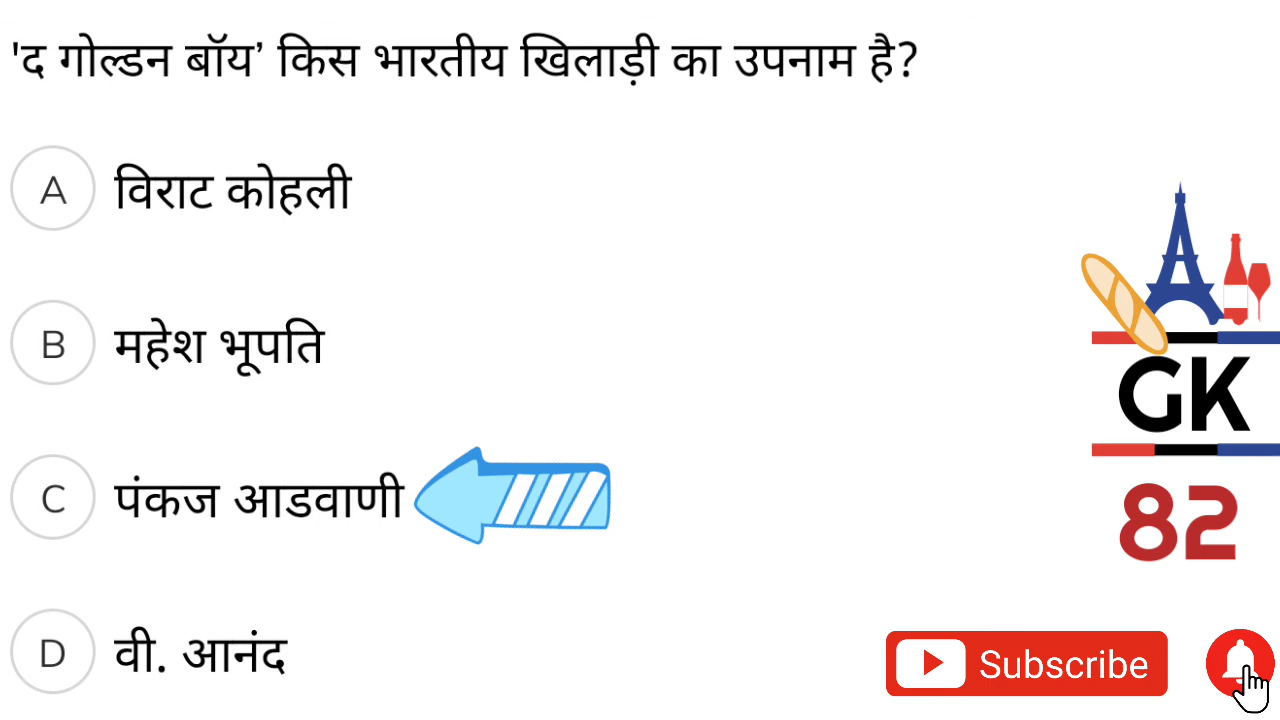 'द गोल्डन बॉय’ किस भारतीय खिलाड़ी का उपनाम है?
A विराट कोहली
B महेश भूपति
C पंकज आडवाणी
D वी. आनंद
GK
82
Subscribe